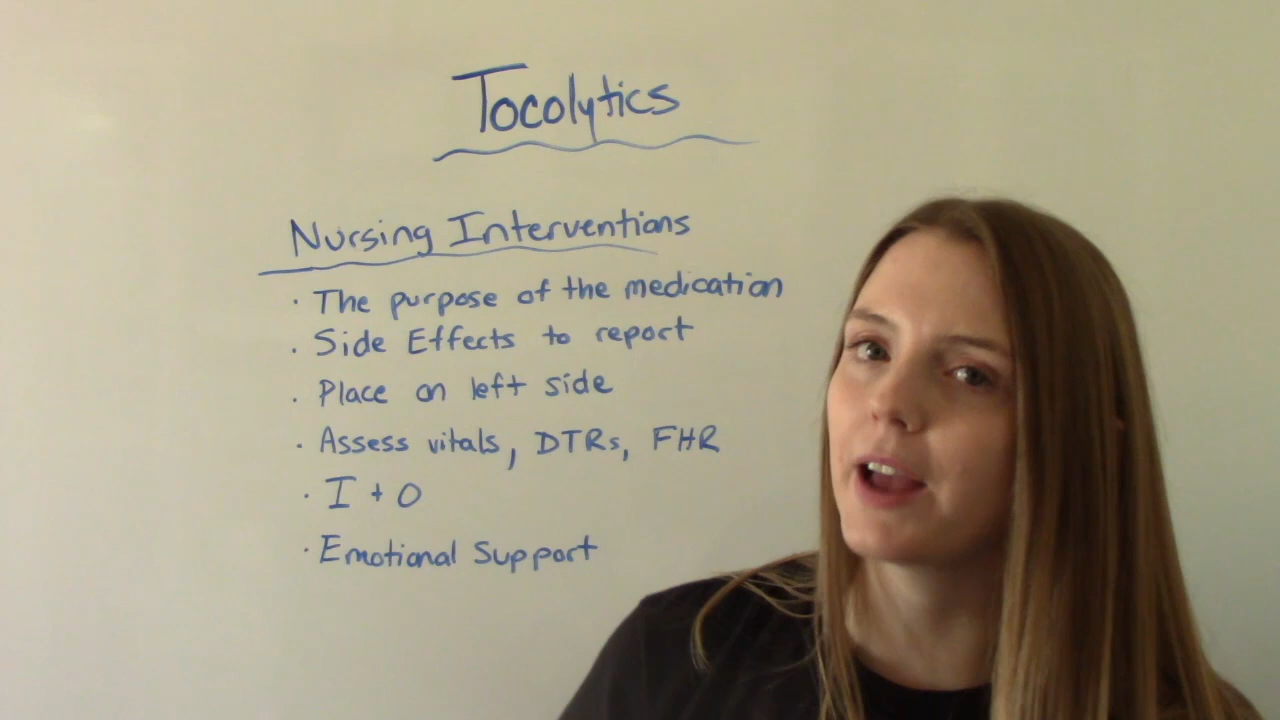 Tocolytics
Nursing Interventions
· The purpose of the medication
· Side Effects to report
· Place on left side
· Assess vitals, DTRs, FHR
· I + O
· Emotional Support